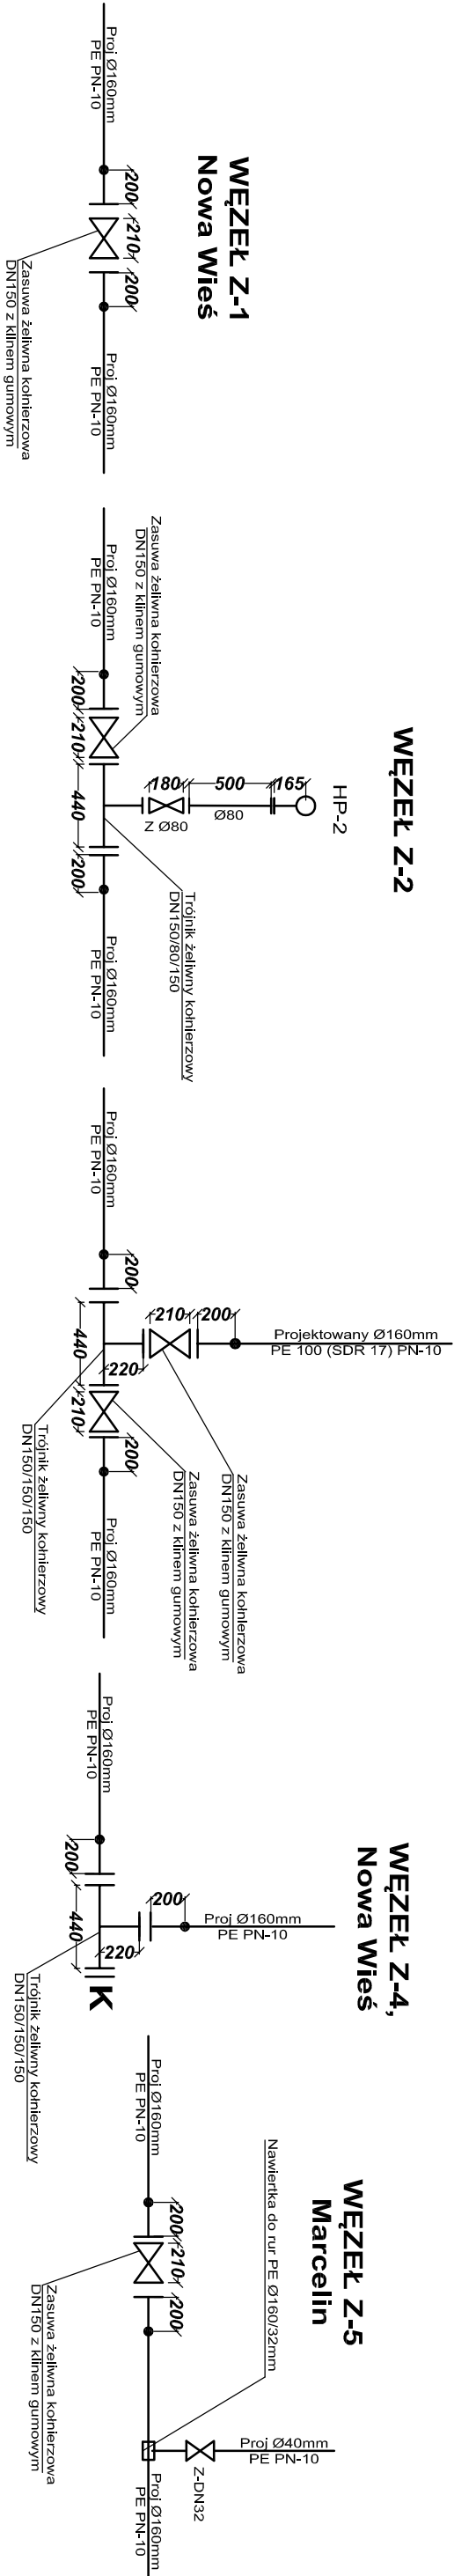 WĘZEŁ Z-1
Nowa Wieś
Proj Ø160mm
PE PN-10
200
210
200
Proj Ø160mm
PE PN-10
Zasuwa żeliwna kołnierzowa
DN150 z klinem gumowym
WĘZEŁ Z-2
HP-2
165
500
180
Ø80
Z Ø80
Zasuwa żeliwna kołnierzowa
DN150 z klinem gumowym
Proj Ø160mm
PE PN-10
200
210
440
200
Proj Ø160mm
PE PN-10
Trójnik żeliwny kołnierzowy
DN150/80/150
Proj Ø160mm
PE PN-10
200
440
210
200
220
210
200
Projektowany Ø160mm
PE 100 (SDR 17) PN-10
Proj Ø160mm
PE PN-10
Zasuwa żeliwna kołnierzowa
DN150 z klinem gumowym
Zasuwa żeliwna kołnierzowa
DN150 z klinem gumowym
Trójnik żeliwny kołnierzowy
DN150/150/150
WĘZEŁ Z-4,
Nowa Wieś
Proj Ø160mm
PE PN-10
200
440
220
200
Proj Ø160mm
PE PN-10
K
Trójnik żeliwny kołnierzowy
DN150/150/150
WĘZEŁ Z-5
Marcelin
Nawiertka do rur PE Ø160/32mm
Proj Ø160mm
PE PN-10
200
210
200
Zasuwa żeliwna kołnierzowa
DN150 z klinem gumowym
Proj Ø40mm
PE PN-10
Z-DN32
Proj Ø160mm
PE PN-10